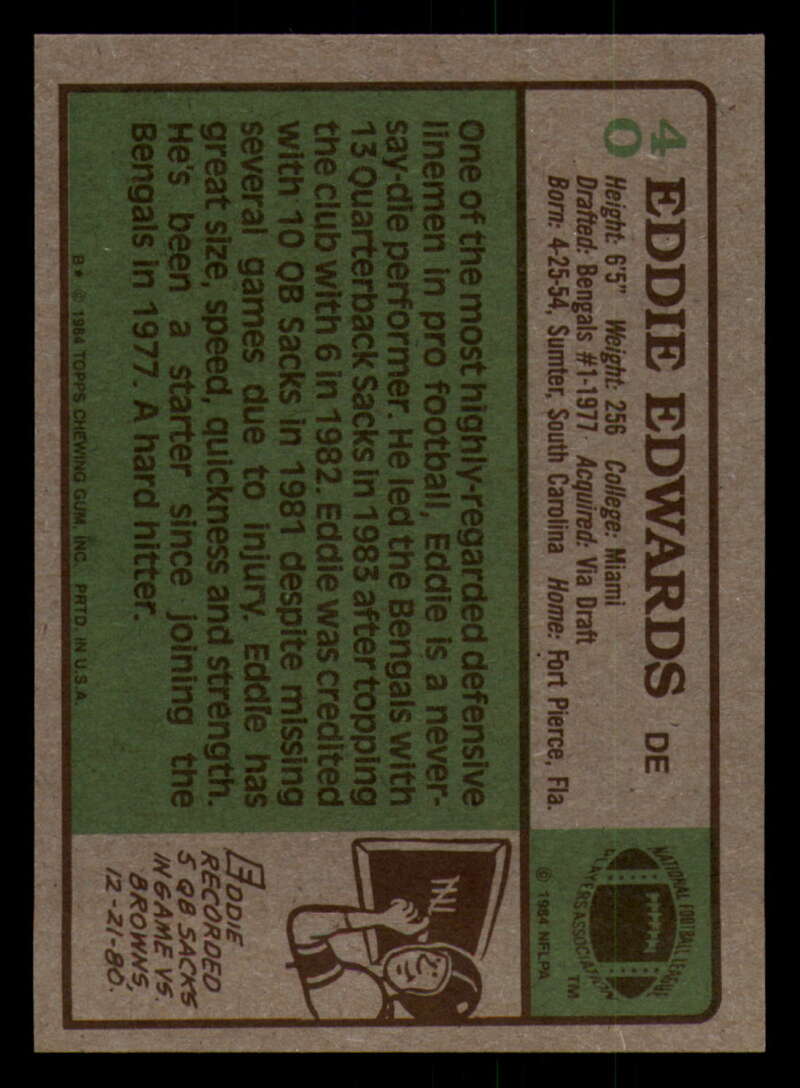 40
EDDIE EDWARDS DE
Height: 6'5" Weight: 256 College: Miami
Drafted: Bengals #1-1977 Acquired: Via Draft
Born: 4-25-54, Sumter, South Carolina Home: Fort Pierce, Fla.
NATIONAL FOOTBALL LEAGUE
PLAYERS ASSOCIATION
TM
© 1984 NFLPA
One of the most highly-regarded defensive
linemen in pro football, Eddie is a never-
say-die performer. He led the Bengals with
13 Quarterback Sacks in 1983 after topping
the club with 6 in 1982. Eddie was credited
with 10 QB Sacks in 1981 despite missing
several games due to injury. Eddie has
great size, speed, quickness and strength.
He's been a starter since joining the
Bengals in 1977. A hard hitter.
EDDIE
RECORDED
5 QB SACKS
IN GAME VS.
BROWNS,
12-21-80.
B* © 1984 TOPPS CHEWING GUM, INC. PRTD. IN U.S.A.